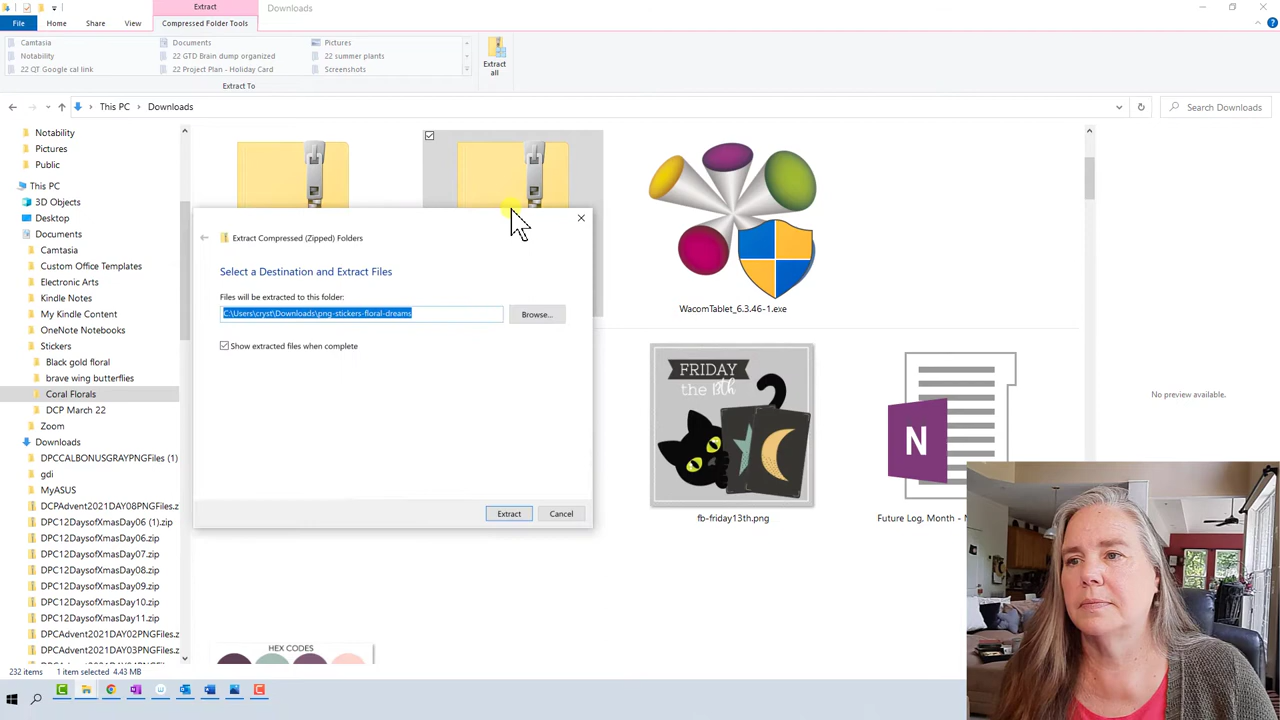 Extract
Downloads
File
Home
Share
View
Compressed Folder Tools
Camtasia
Documents
Pictures
Notability
22 GTD Brain dump organized
22 summer plants
22 QT Google cal link
22 Project Plan - Holiday Card
Screenshots
Extract
all
Extract To
This PC
Downloads
Search Downloads
Notability
Pictures
Public
This PC
3D Objects
Desktop
Documents
Camtasia
Custom Office Templates
Electronic Arts
Kindle Notes
My Kindle Content
OneNote Notebooks
Stickers
Black gold floral
brave wing butterflies
Coral Florals
DCP March 22
Zoom
Downloads
DPCCALBONUSGRAYPNGFiles (1)
gdi
MyASUS
DCPAdvent2021DAY08PNGFiles.z
DPC12DaysofXmasDay06 (1).zip
DPC12DaysofXmasDay06.zip
DPC12DaysofXmasDay07.zip
DPC12DaysofXmasDay08.zip
DPC12DaysofXmasDay09.zip
DPC12DaysofXmasDay10.zip
DPC12DaysofXmasDay11.zip
DPCAdvent2021DAY02PNGFiles.z
DPCAdvent2021DAY03PNGFiles.z
Extract Compressed (Zipped) Folders
Select a Destination and Extract Files
Files will be extracted to this folder:
C:\Users\cryst\Downloads\png-stickers-floral-dreams
Browse...
Show extracted files when complete
Extract
Cancel
WacomTablet_6.3.46-1.exe
FRIDAY
the 13th
fb-friday13th.png
N
Future Log, Month - N
No preview available.
HEX CODES
232 items
1 item selected 4.43 MB